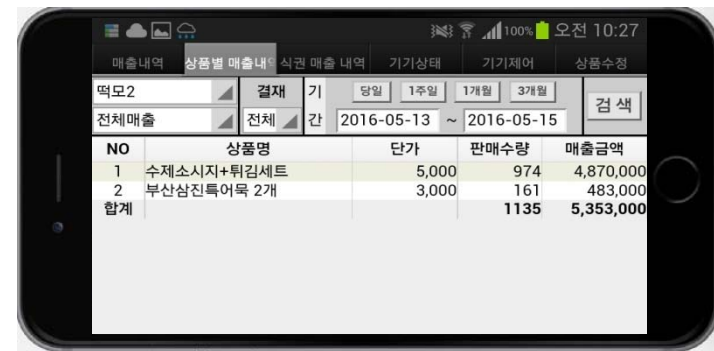 100% 오전 10:27
매출내역 상품별 매출내역 식권 매출 내역 기기상태 기기제어 상품수정
떡모2 결재 기 당일 1주일 1개월 3개월 검 색
전체매출 전체 간 2016-05-13 ~ 2016-05-15
NO 상품명 단가 판매수량 매출금액
1 수제소시지+튀김세트 5,000 974 4,870,000
2 부산삼진특어묵 2개 3,000 161 483,000
합계 1135 5,353,000